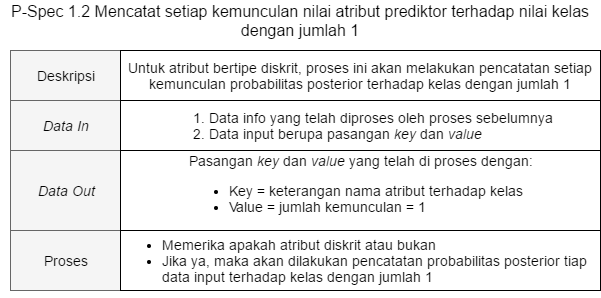 P-Spec 1.2 Mencatat setiap kemunculan nilai atribut prediktor terhadap nilai kelas
dengan jumlah 1
Deskripsi
Untuk atribut bertipe diskrit, proses ini akan melakukan pencatatan setiap
kemunculan probabilitas posterior terhadap kelas dengan jumlah 1
Data In
1. Data info yang telah diproses oleh proses sebelumnya
2. Data input berupa pasangan key dan value
Data Out
Pasangan key dan value yang telah di proses dengan:
• Key = keterangan nama atribut terhadap kelas
• Value = jumlah kemunculan = 1
Proses
• Memerika apakah atribut diskrit atau bukan
• Jika ya, maka akan dilakukan pencatatan probabilitas posterior tiap
data input terhadap kelas dengan jumlah 1